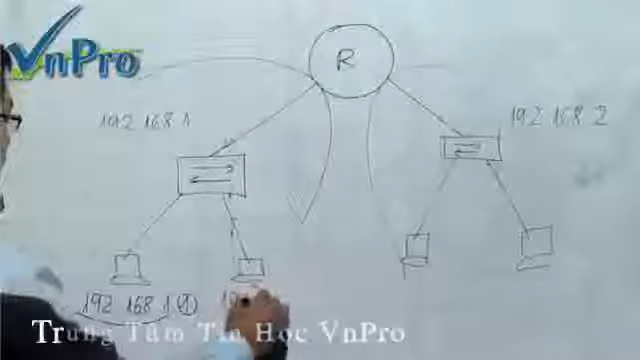 VnPro
R
192 168 1
192 168 2
192 168 1 1
Trung Tâm Tin Học VnPro